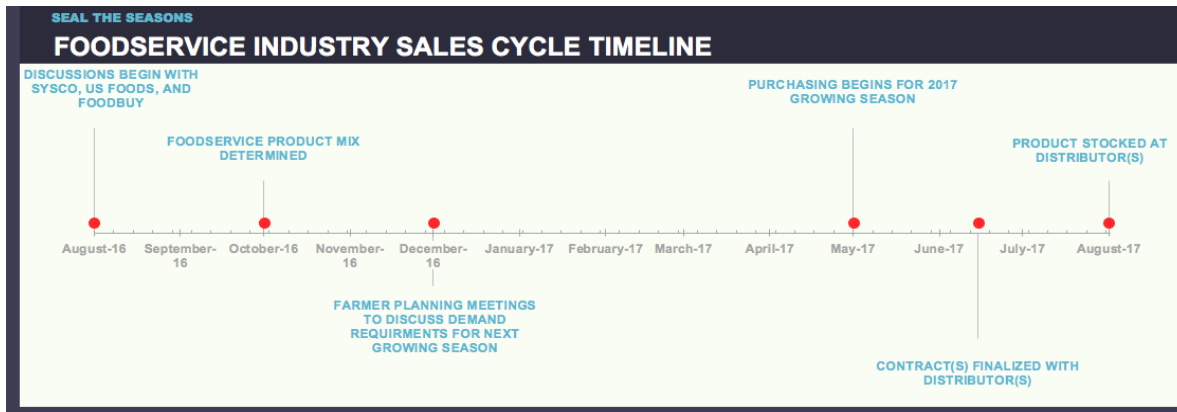 SEAL THE SEASONS
FOODSERVICE INDUSTRY SALES CYCLE TIMELINE
DISCUSSIONS BEGIN WITH
SYSCO, US FOODS, AND
FOODBUY
PURCHASING BEGINS FOR 2017
GROWING SEASON
FOODSERVICE PRODUCT MIX
DETERMINED
PRODUCT STOCKED AT
DISTRIBUTOR(S)
August-16
September-
16
October-16
November-
16
December-
16
January-17
February-17
March-17
April-17
May-17
June-17
July-17
August-17
FARMER PLANNING MEETINGS
TO DISCUSS DEMAND
REQUIRMENTS FOR NEXT
GROWING SEASON
CONTRACT(S) FINALIZED WITH
DISTRIBUTOR(S)